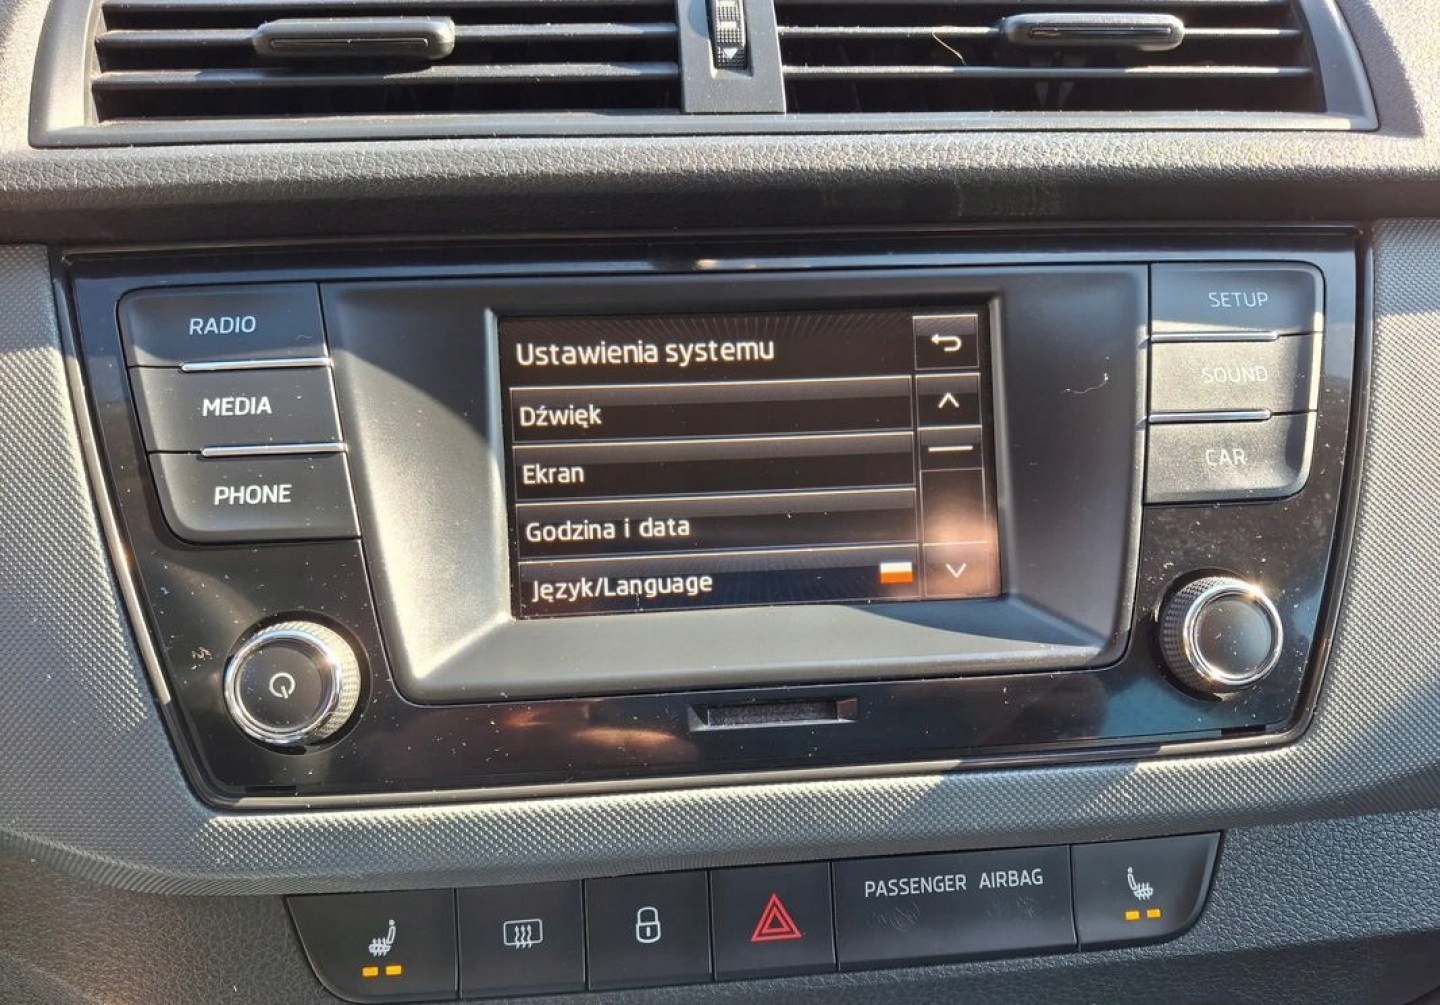 RADIO
MEDIA
PHONE
Ustawienia systemu
Dźwięk
Ekran
Godzina i data
Język/Language
SETUP
SOUND
CAR
PASSENGER AIRBAG